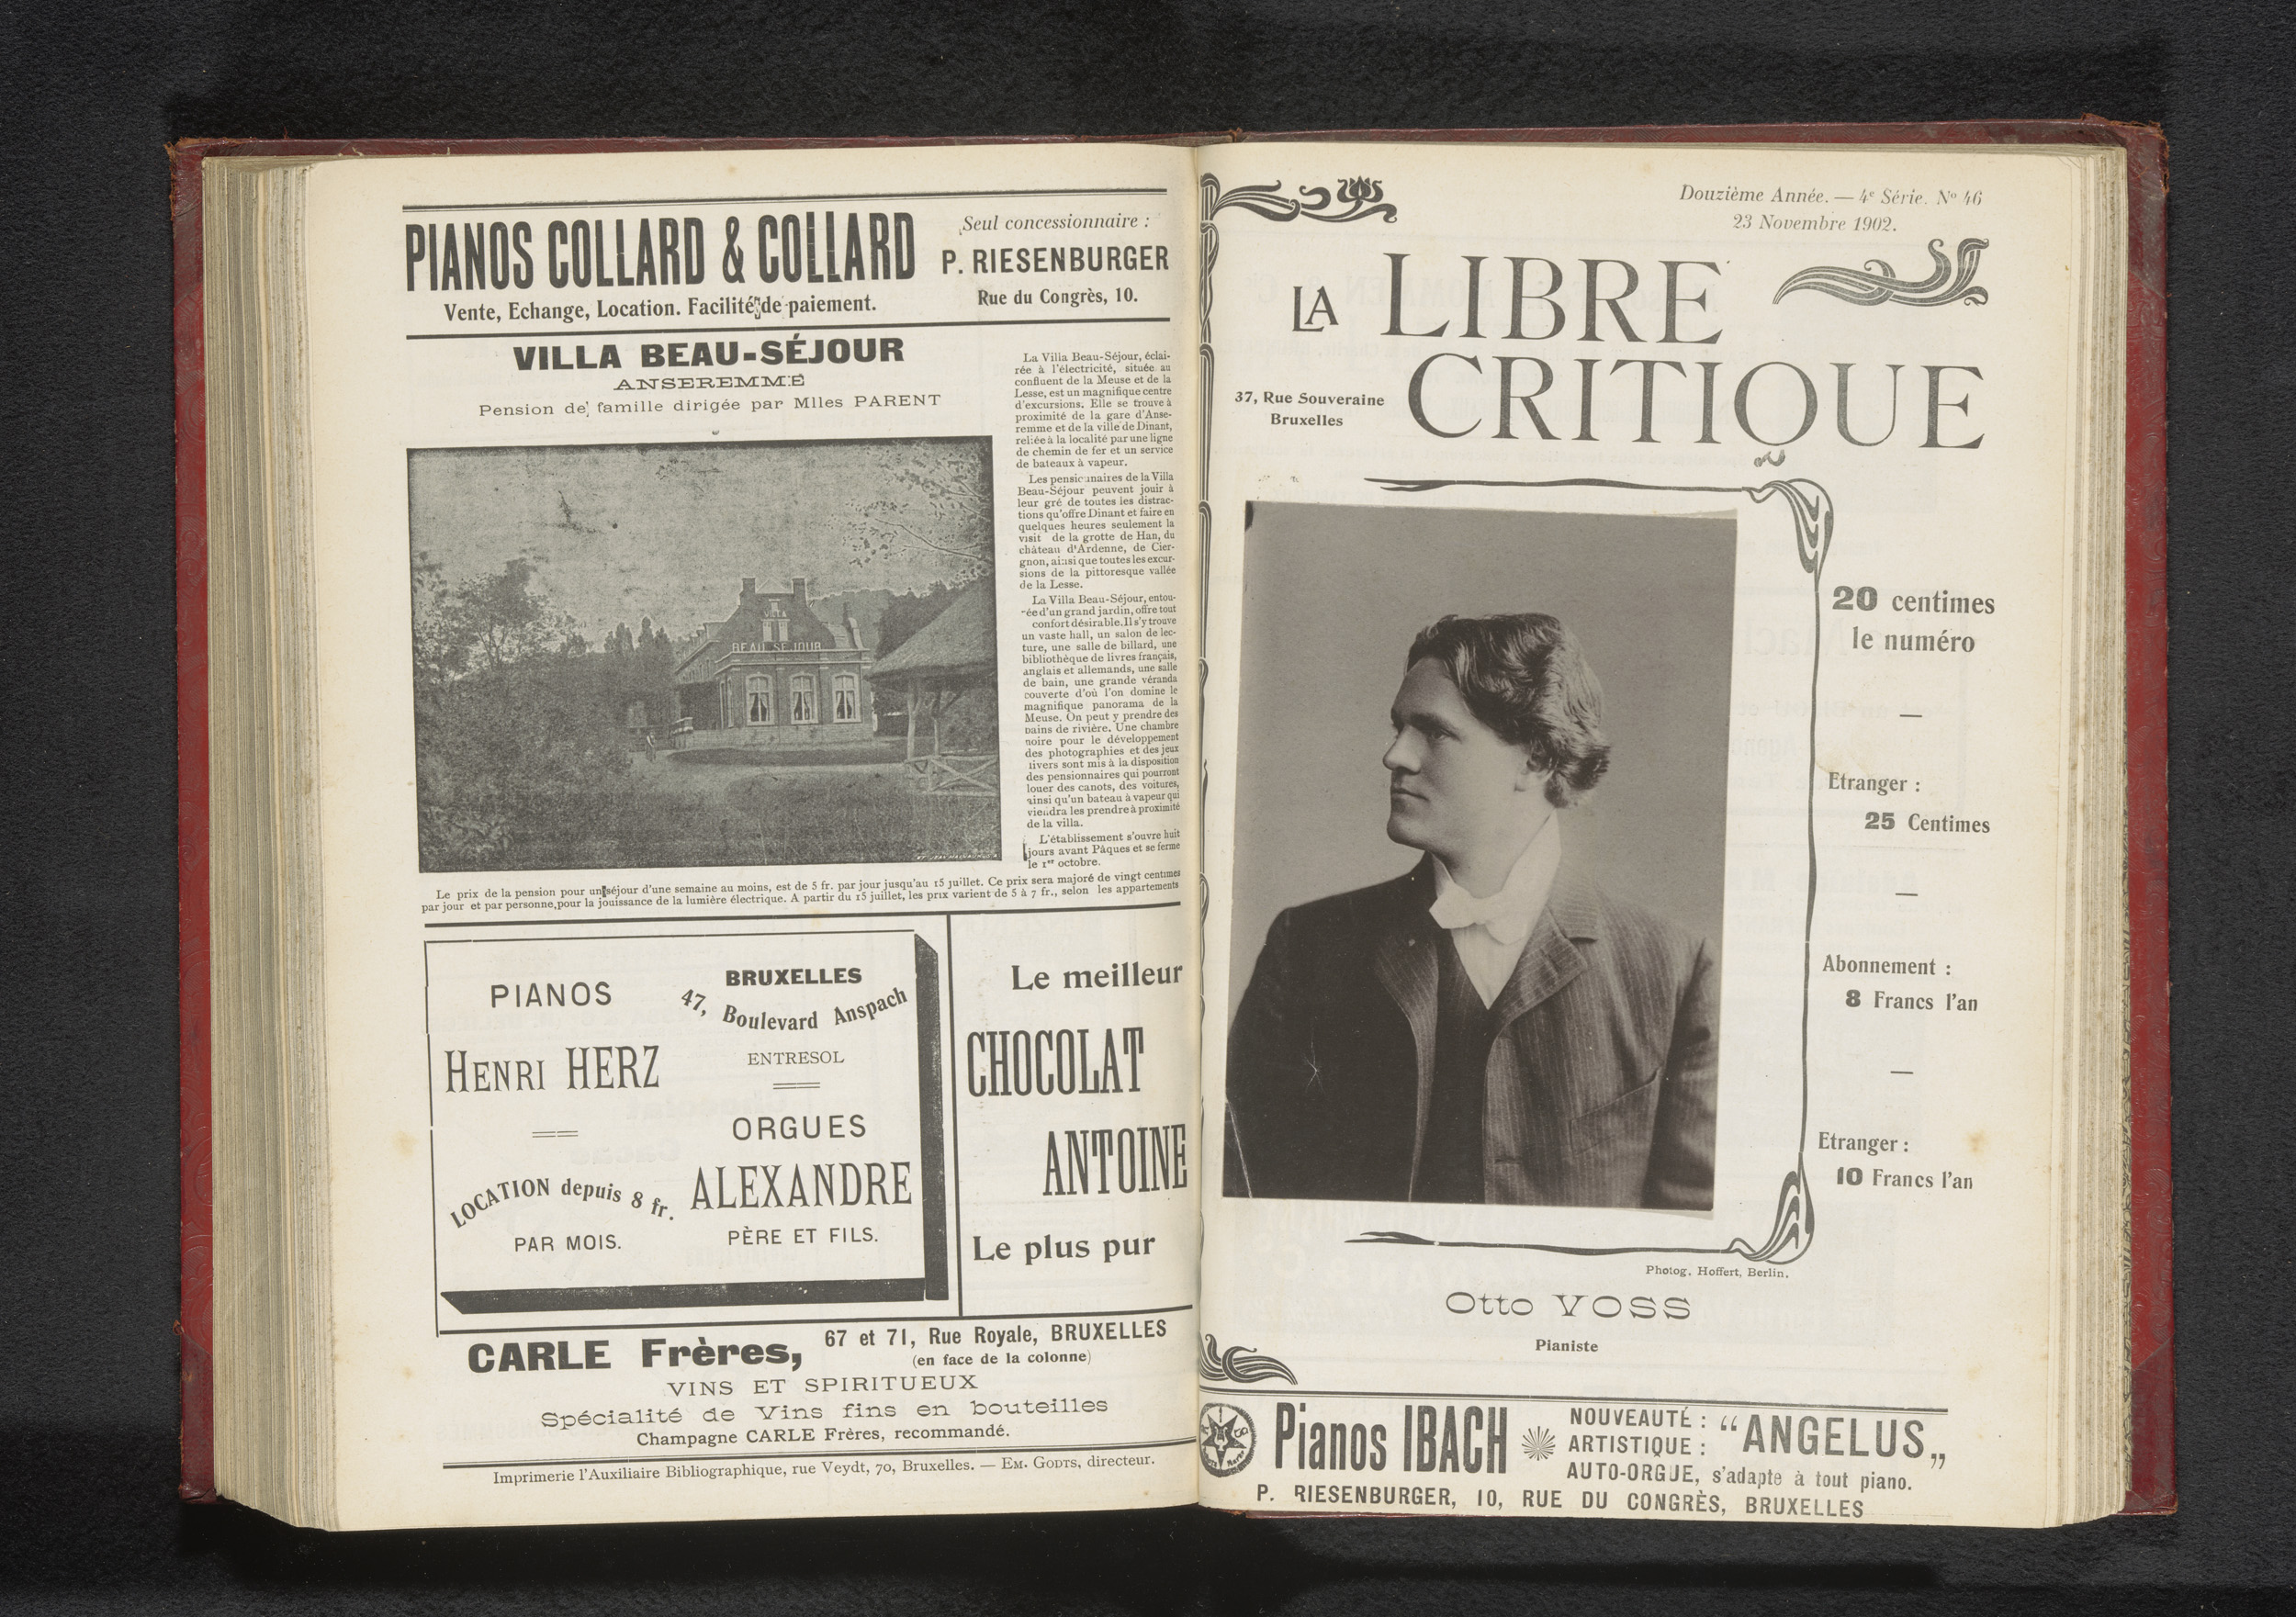 PIANOS COLLARD & COLLARD
Vente, Echange, Location. Facilité de paiement.
Seul concessionnaire :
P. RIESENBURGER
Rue du Congrès, 10.
VILLA BEAU-SÉJOUR
ANSEREMME
Pension de famille dirigée par Mlles PARENT
VILLA
BEAU SEJOUR
La Villa Beau-Séjour, éclai-
rée à l'électricité, située au
confluent de la Meuse et de la
Lesse, est un magnifique centre
d'excursions. Elle se trouve à
proximité de la gare d'Anse-
remme et de la ville de Dinant,
reliée à la localité par une ligne
de chemin de fer et un service
de bateaux à vapeur.
Les pensionnaires de la Villa
Beau-Séjour peuvent jouir à
leur gré de toutes les distrac-
tions qu'offre Dinant et faire en
quelques heures seulement la
visit de la grotte de Han, du
château d'Ardenne, de Cier-
gnon, ainsi que toutes les excur-
sions de la pittoresque vallée
de la Lesse.
La Villa Beau-Séjour, entou-
rée d'un grand jardin, offre tout
confort désirable. Il s'y trouve
un vaste hall, un salon de lec-
ture, une salle de billard, une
bibliothèque de livres français,
anglais et allemands, une salle
de bain, une grande véranda
couverte d'où l'on domine le
magnifique panorama de la
Meuse. On peut y prendre des
bains de rivière. Une chambre
noire pour le développement
des photographies et des jeux
divers sont mis à la disposition
des pensionnaires qui pourront
louer des canots, des voitures,
ainsi qu'un bateau à vapeur qui
viendra les prendre à proximité
de la villa.
L'établissement s'ouvre huit
jours avant Pâques et se ferme
le 1er octobre.
Le prix de la pension pour un séjour d'une semaine au moins, est de 5 fr. par jour jusqu'au 15 juillet. Ce prix sera majoré de vingt centimes
par jour et par personne, pour la jouissance de la lumière électrique. A partir du 15 juillet, les prix varient de 5 à 7 fr., selon les appartements
PIANOS
HENRI HERZ
LOCATION depuis 8 fr.
PAR MOIS.
BRUXELLES
47, Boulevard Anspach
ENTRESOL
ORGUES
ALEXANDRE
PÈRE ET FILS.
Le meilleur
CHOCOLAT
ANTOINE
Le plus pur
CARLE Frères,
67 et 71, Rue Royale, BRUXELLES
(en face de la colonne)
VINS ET SPIRITUEUX
Spécialité de Vins fins en bouteilles
Champagne CARLE Frères, recommandé.
Imprimerie l'Auxiliaire Bibliographique, rue Veydt, 70, Bruxelles. — EM. GODTS, directeur.
Douzième Année. — 4e Série. No 46
23 Novembre 1902.
LA LIBRE
CRITIQUE
37, Rue Souveraine
Bruxelles
20 centimes
le numéro
—
Etranger :
25 Centimes
—
Abonnement :
8 Francs l'an
—
Etranger :
10 Francs l'an
Photog. Hoffert, Berlin.
Otto VOSS
Pianiste
Pianos IBACH
NOUVEAUTÉ :
ARTISTIQUE :
“ANGELUS„
AUTO-ORGUE, s'adapte à tout piano.
P. RIESENBURGER, 10, RUE DU CONGRÈS, BRUXELLES